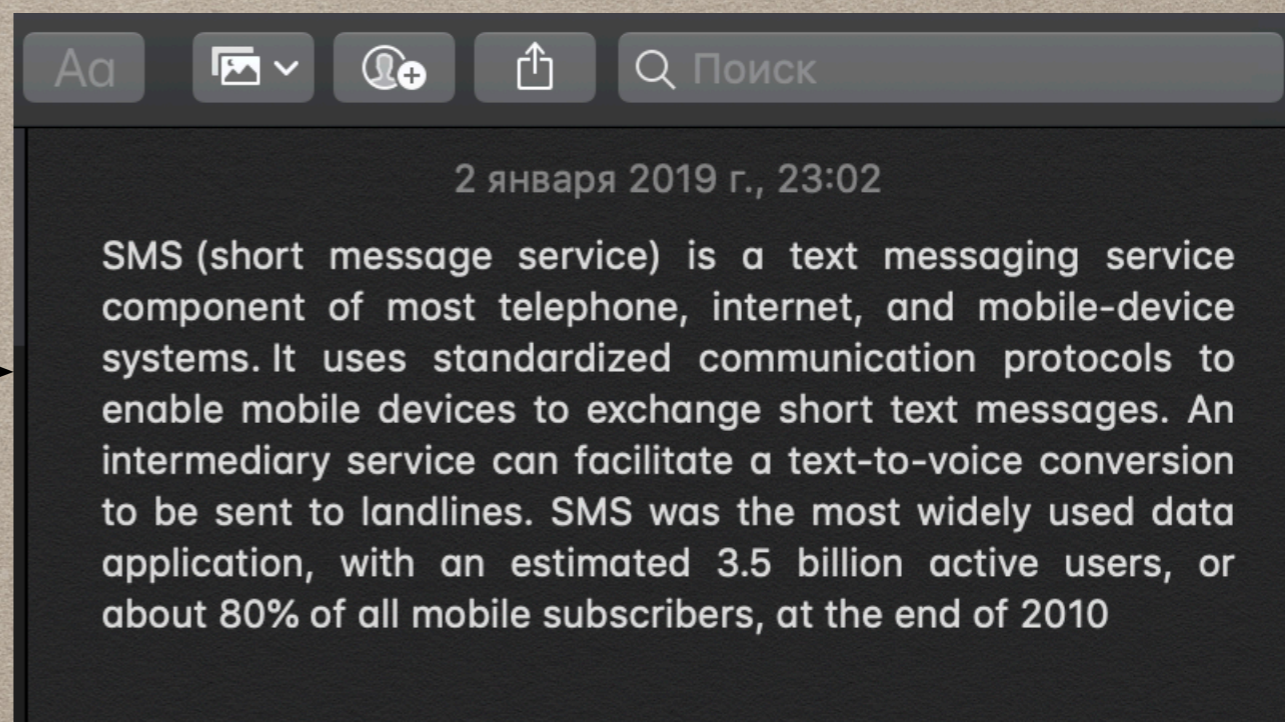 Aa
Поиск
2 января 2019 г., 23:02
SMS (short message service) is a text messaging service
component of most telephone, internet, and mobile-device
systems. It uses standardized communication protocols to
enable mobile devices to exchange short text messages. An
intermediary service can facilitate a text-to-voice conversion
to be sent to landlines. SMS was the most widely used data
application, with an estimated 3.5 billion active users, or
about 80% of all mobile subscribers, at the end of 2010